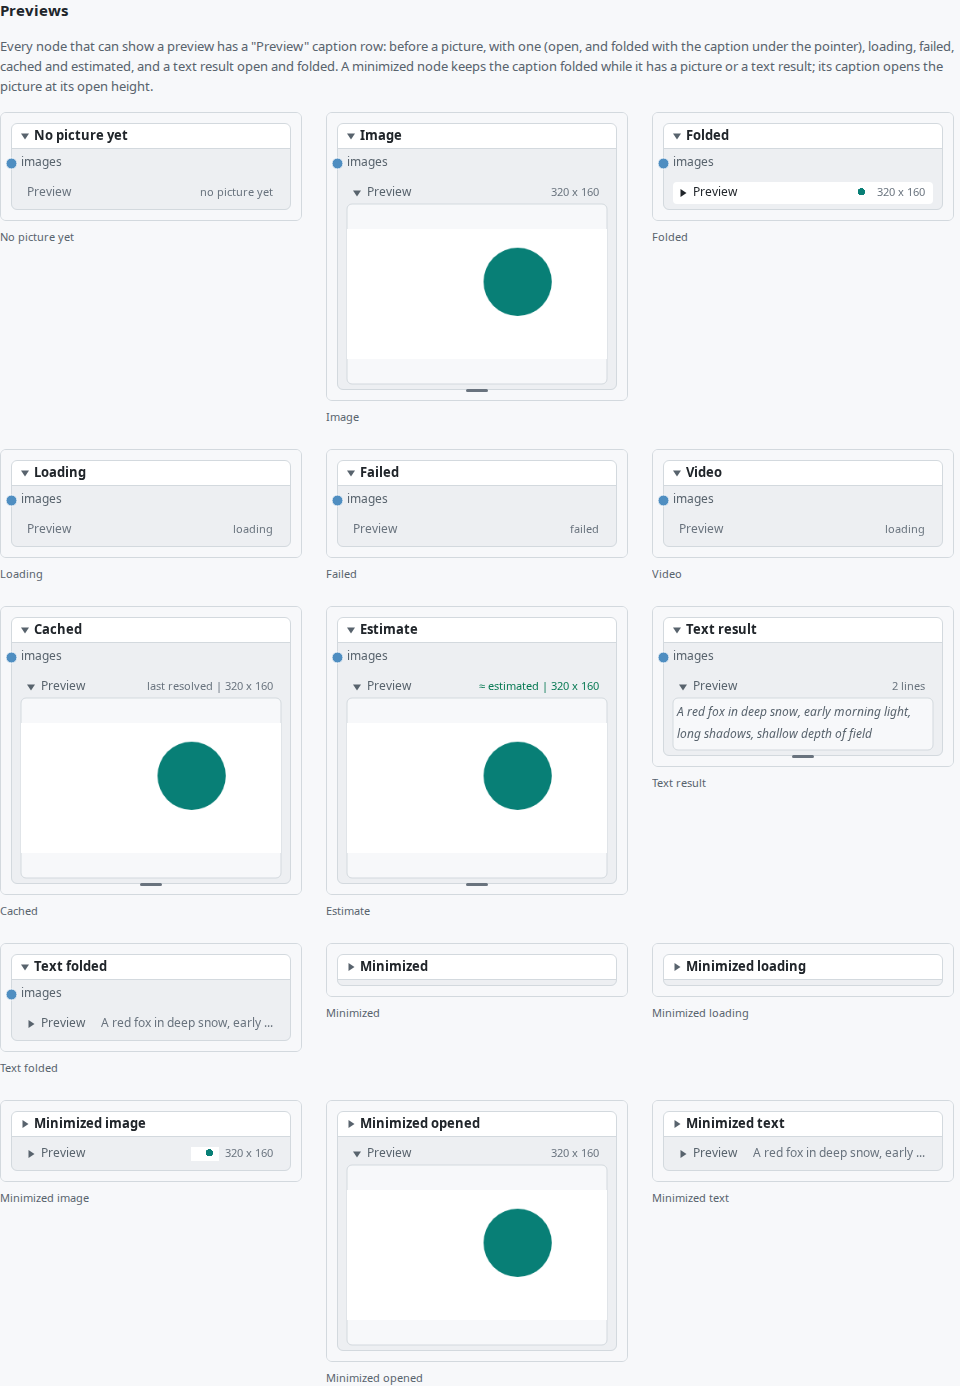 Previews
Every node that can show a preview has a "Preview" caption row: before a picture, with one (open, and folded with the caption under the pointer), loading, failed,
cached and estimated, and a text result open and folded. A minimized node keeps the caption folded while it has a picture or a text result; its caption opens the
picture at its open height.
No picture yet
images
Preview no picture yet
No picture yet
Image
images
Preview 320 x 160
Image
Folded
images
Preview 320 x 160
Folded
Loading
images
Preview loading
Loading
Failed
images
Preview failed
Failed
Video
images
Preview loading
Video
Cached
images
Preview last resolved | 320 x 160
Cached
Estimate
images
Preview ≈ estimated | 320 x 160
Estimate
Text result
images
Preview 2 lines
A red fox in deep snow, early morning light,
long shadows, shallow depth of field
Text result
Text folded
images
Preview A red fox in deep snow, early ...
Text folded
Minimized
Minimized
Minimized loading
Minimized loading
Minimized image
Preview 320 x 160
Minimized image
Minimized opened
Preview 320 x 160
Minimized opened
Minimized text
Preview A red fox in deep snow, early ...
Minimized text